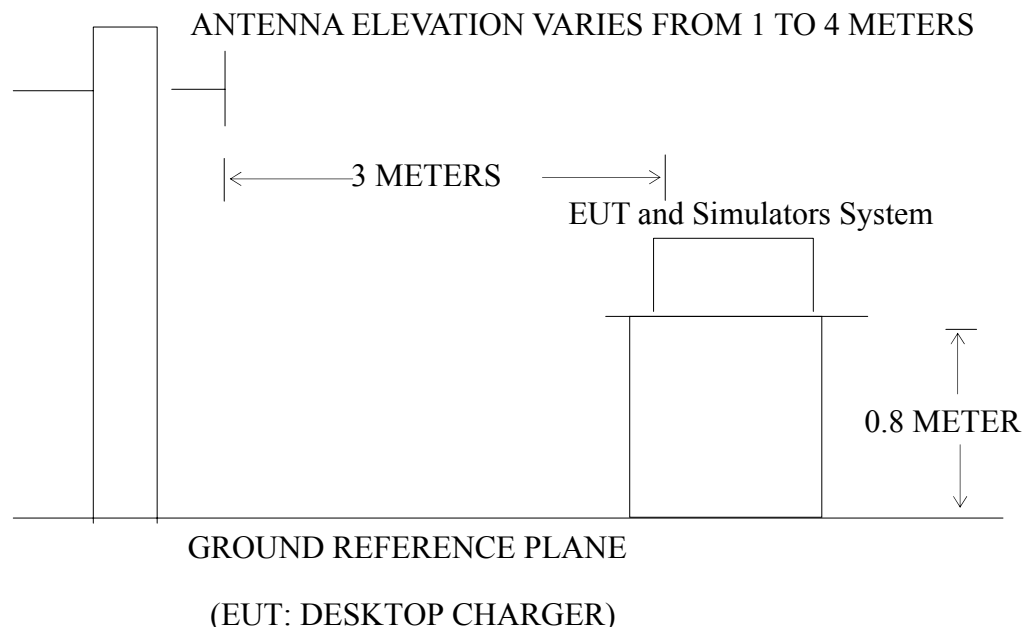 ANTENNA ELEVATION VARIES FROM 1 TO 4 METERS
3 METERS
EUT and Simulators System
0.8 METER
GROUND REFERENCE PLANE
(EUT: DESKTOP CHARGER)